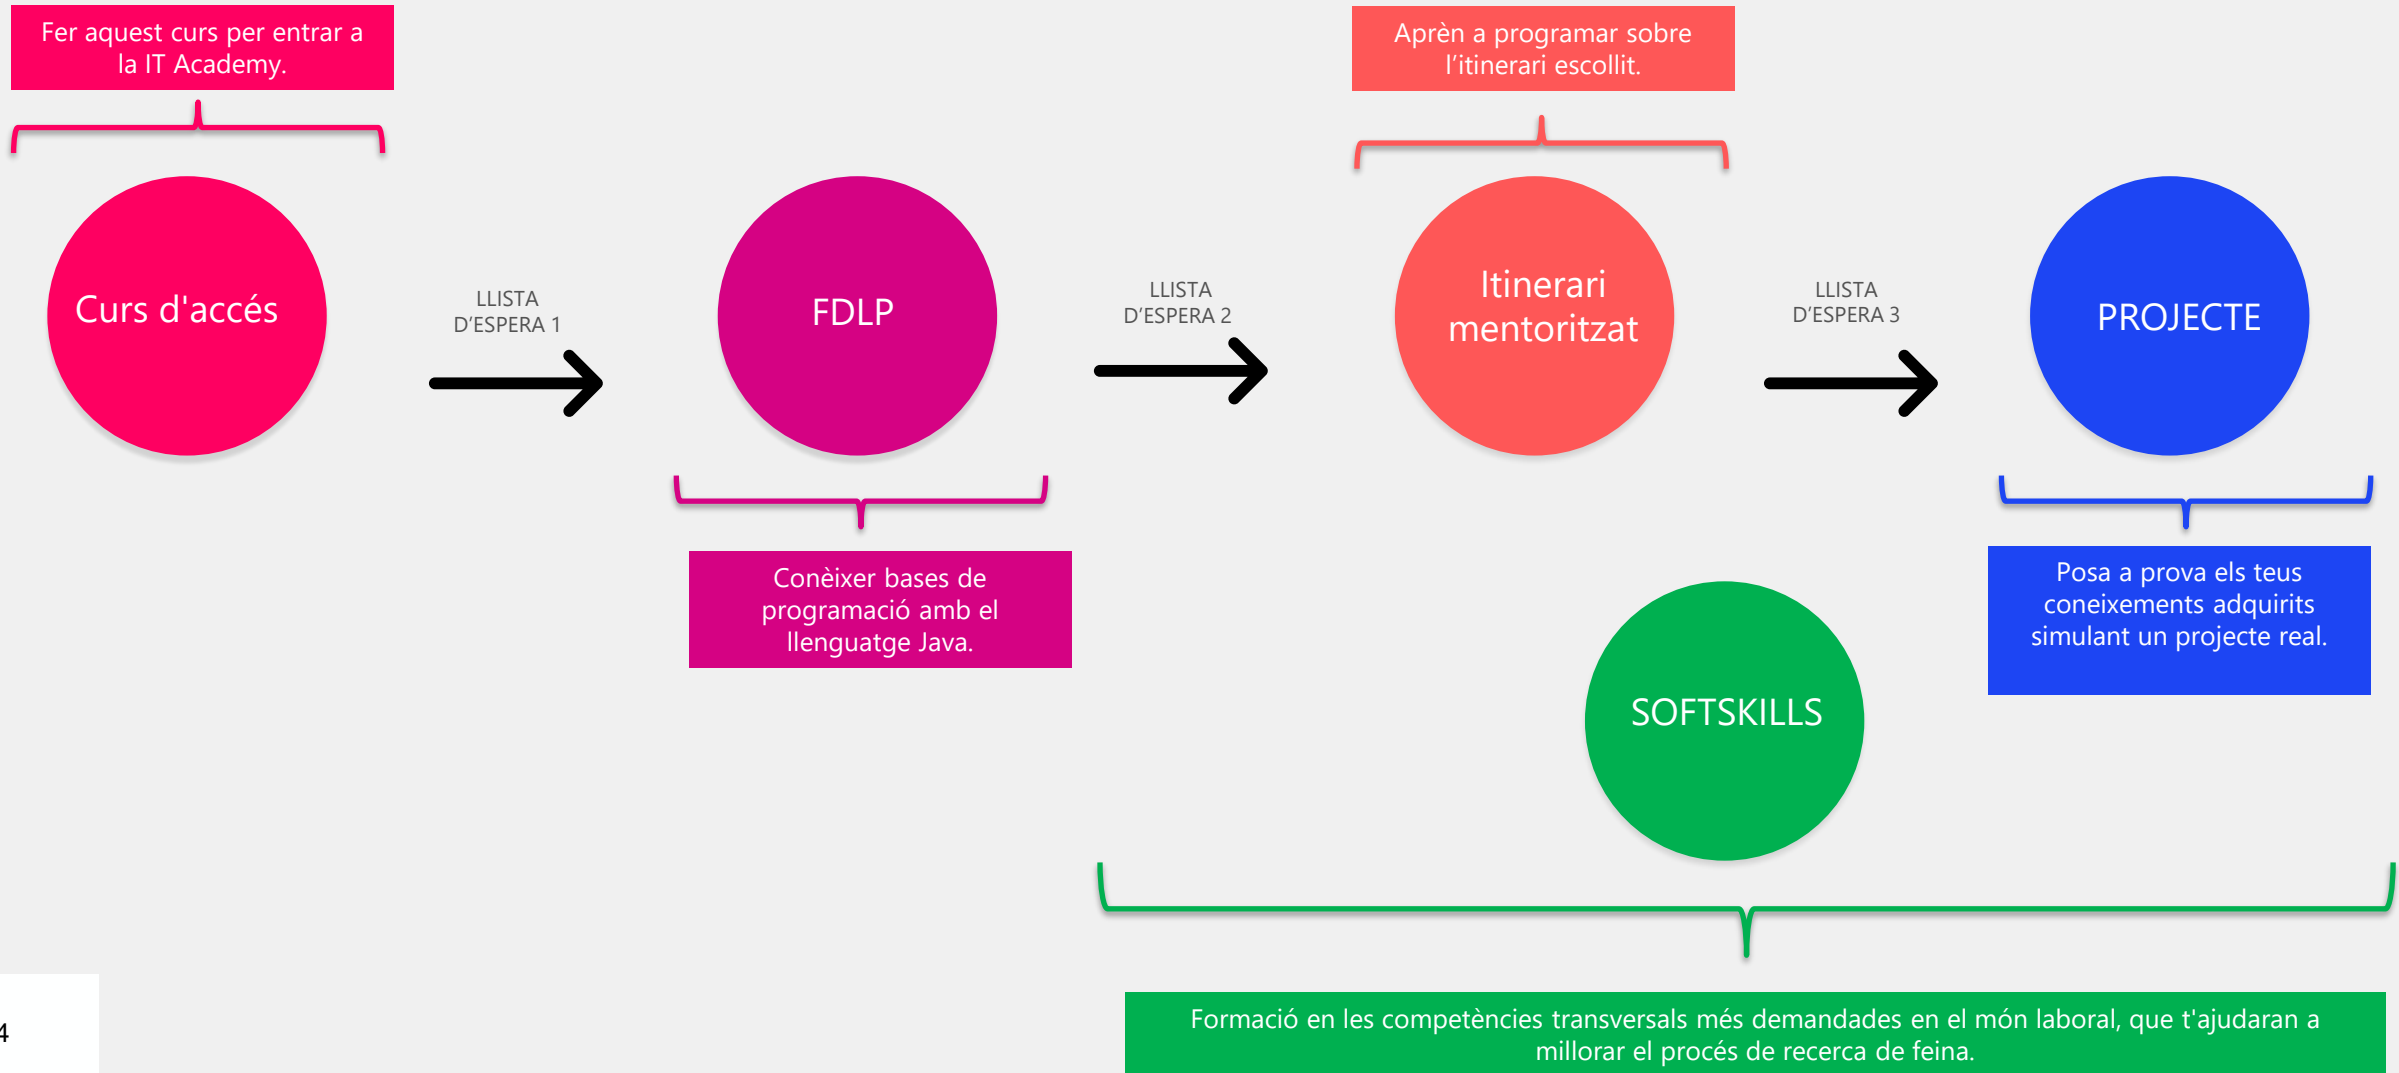 Fer aquest curs per entrar a
la IT Academy.
Aprèn a programar sobre
l’itinerari escollit.
Curs d'accés
LLISTA
D’ESPERA 1
FDLP
LLISTA
D’ESPERA 2
Itinerari
mentoritzat
LLISTA
D’ESPERA 3
PROJECTE
Conèixer bases de
programació amb el
llenguatge Java.
Posa a prova els teus
coneixements adquirits
simulant un projecte real.
SOFTSKILLS
Formació en les competències transversals més demandades en el món laboral, que t'ajudaran a
millorar el procés de recerca de feina.
4